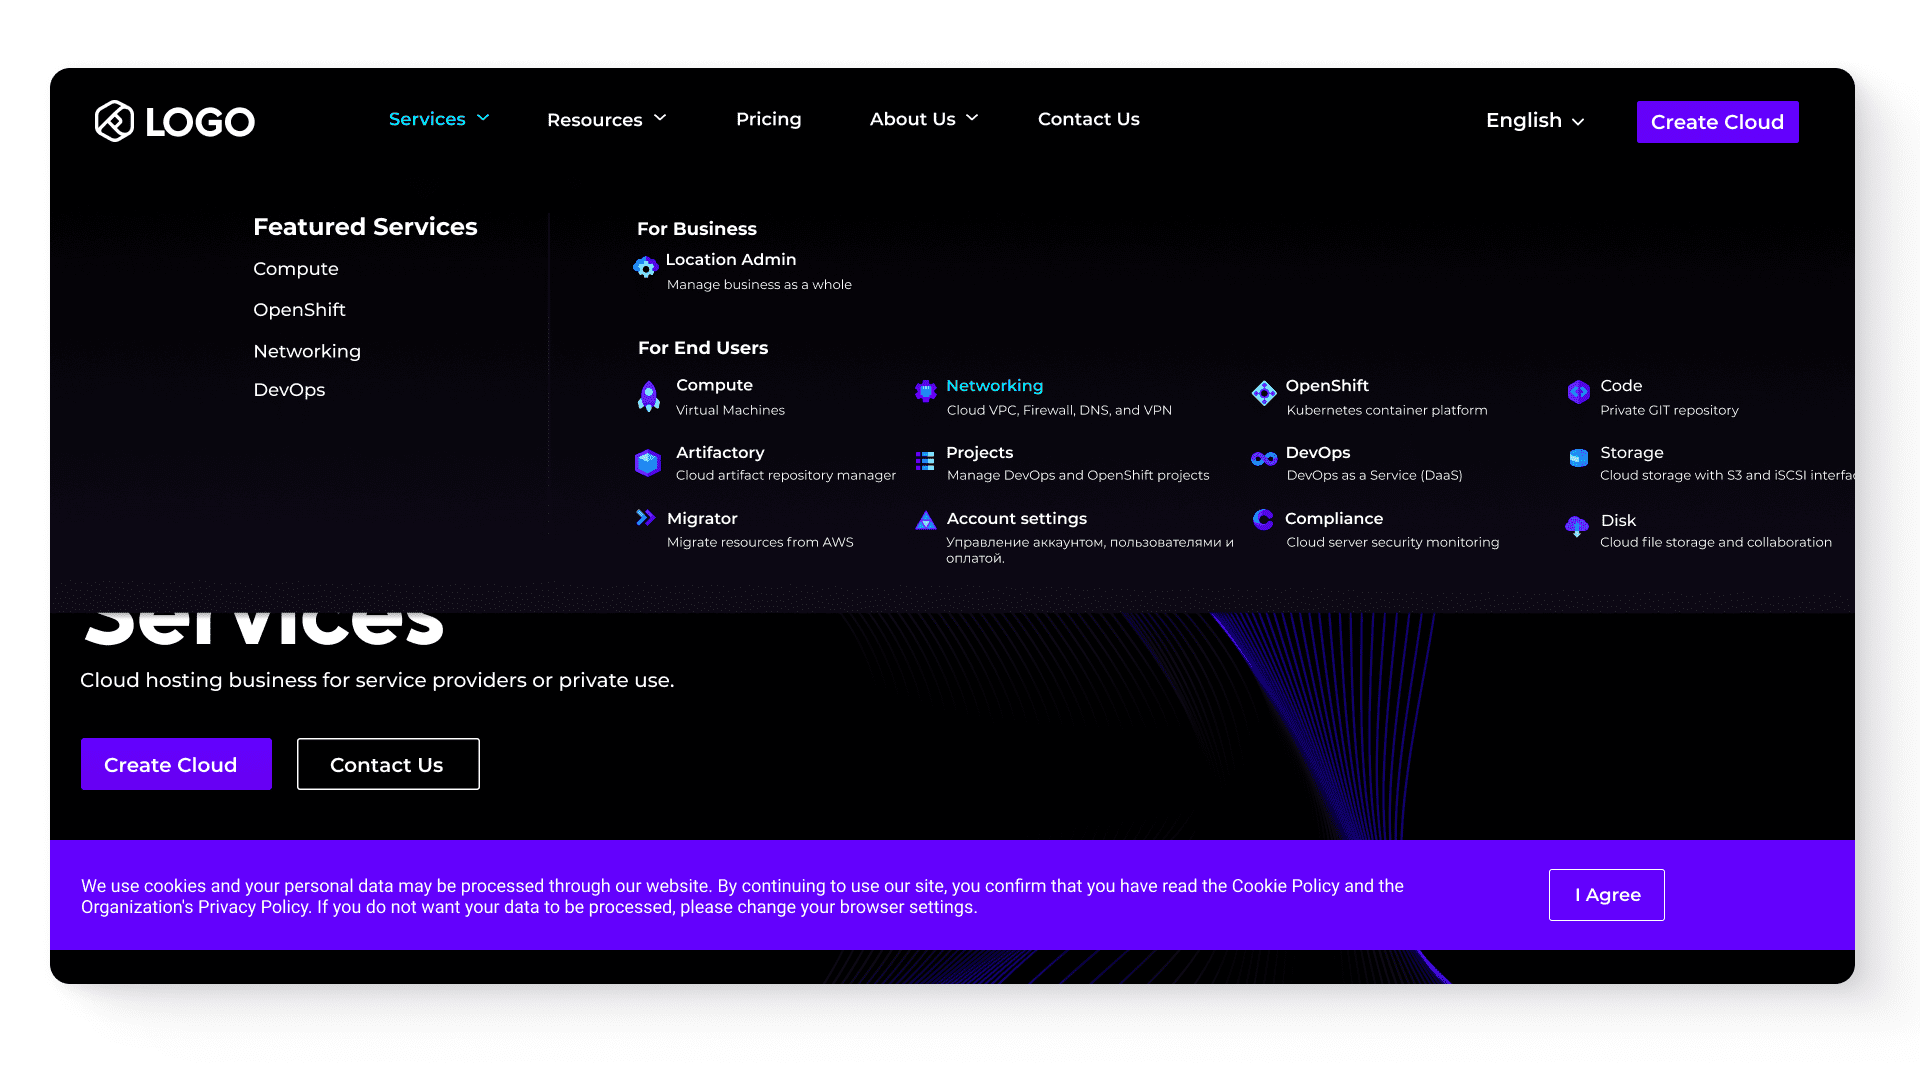 LOGO
Services
Resources
Pricing
About Us
Contact Us
English
Create Cloud
Featured Services
Compute
OpenShift
Networking
DevOps
For Business
Location Admin
Manage business as a whole
For End Users
Compute
Virtual Machines
Networking
Cloud VPC, Firewall, DNS, and VPN
OpenShift
Kubernetes container platform
Code
Private GIT repository
Artifactory
Cloud artifact repository manager
Projects
Manage DevOps and OpenShift projects
DevOps
DevOps as a Service (DaaS)
Storage
Cloud storage with S3 and iSCSI interfac
Migrator
Migrate resources from AWS
Account settings
Управление аккаунтом, пользователями и
оплатой.
Compliance
Cloud server security monitoring
Disk
Cloud file storage and collaboration
Services
Cloud hosting business for service providers or private use.
Create Cloud
Contact Us
We use cookies and your personal data may be processed through our website. By continuing to use our site, you confirm that you have read the Cookie Policy and the
Organization's Privacy Policy. If you do not want your data to be processed, please change your browser settings.
I Agree